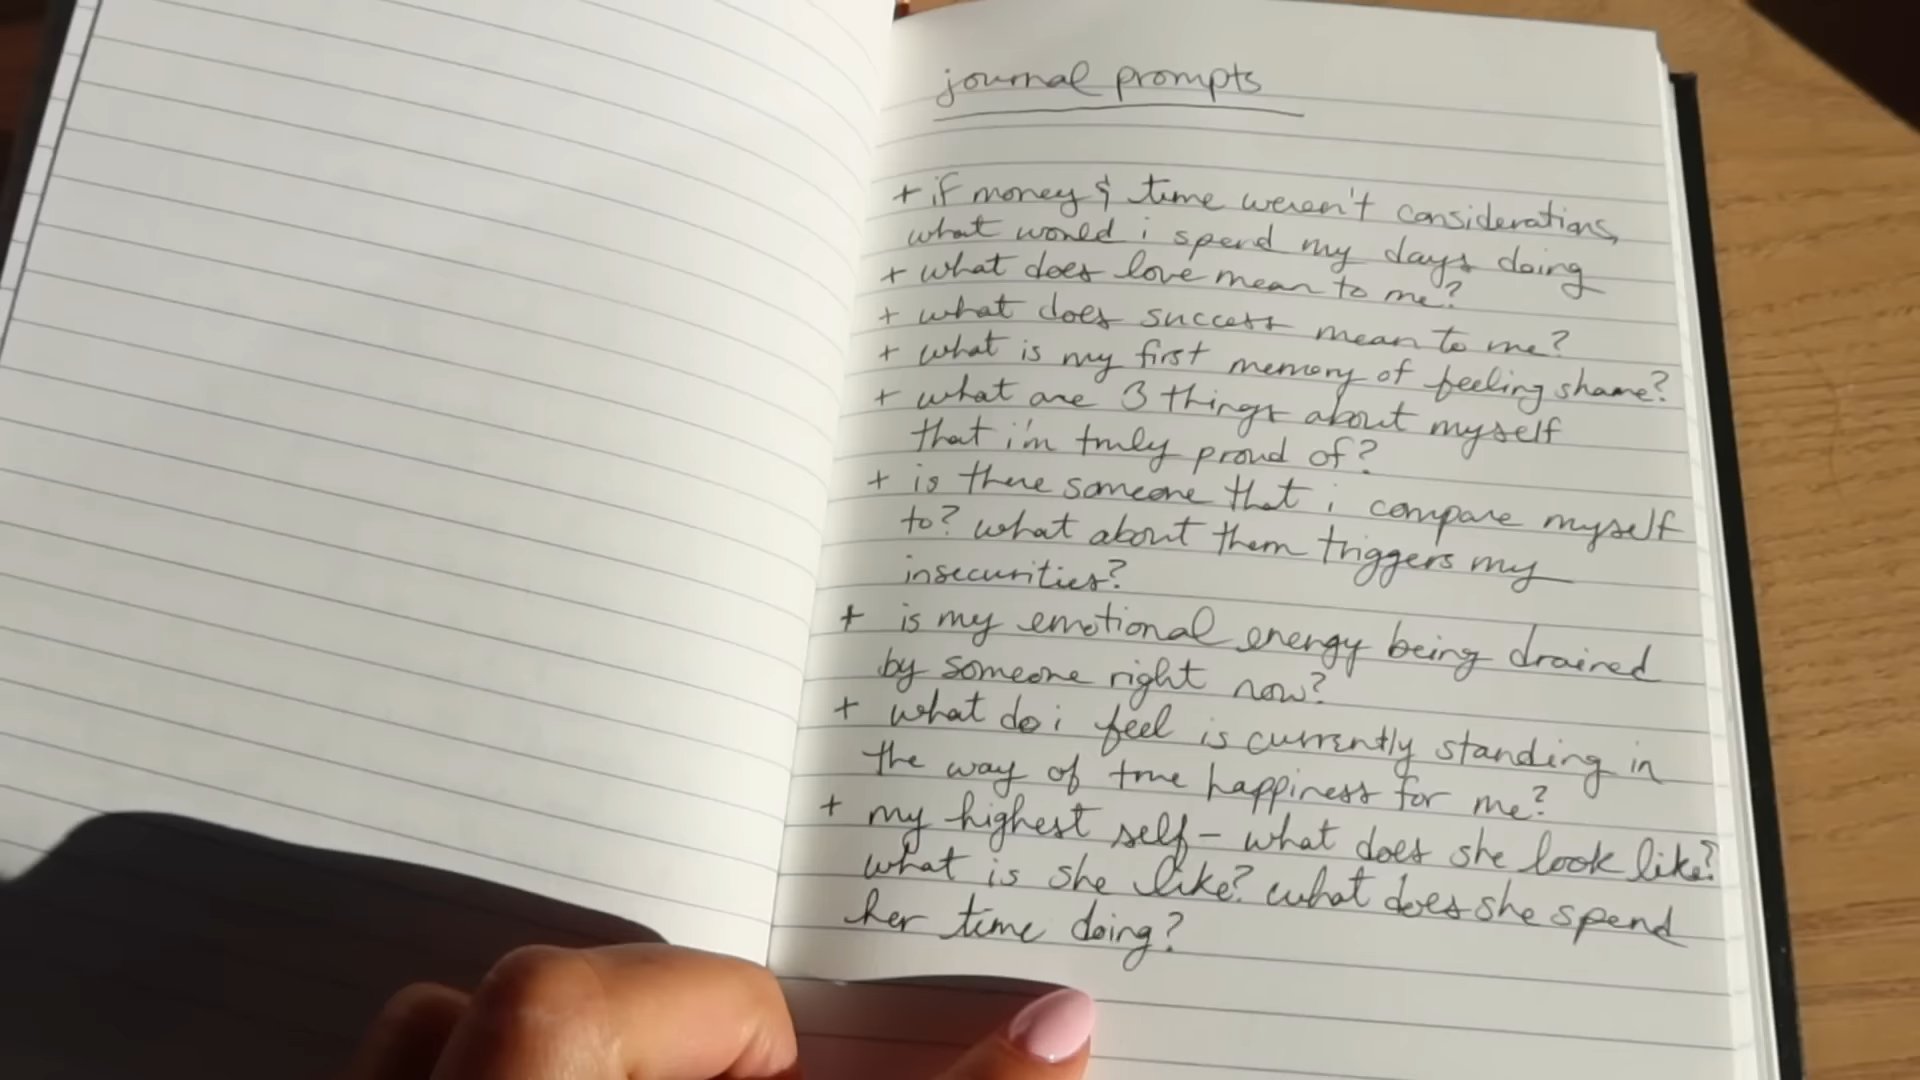 journal prompts
+ if money & time weren't considerations,
what would i spend my days doing
+ what does love mean to me?
+ what does success mean to me?
+ what is my first memory of feeling shame?
+ what are 3 things about myself
that i'm truly proud of?
+ is there someone that i compare myself
to? what about them triggers my
insecurities?
+ is my emotional energy being drained
by someone right now?
+ what do i feel is currently standing in
the way of true happiness for me?
+ my highest self - what does she look like?
what is she like? what does she spend
her time doing?